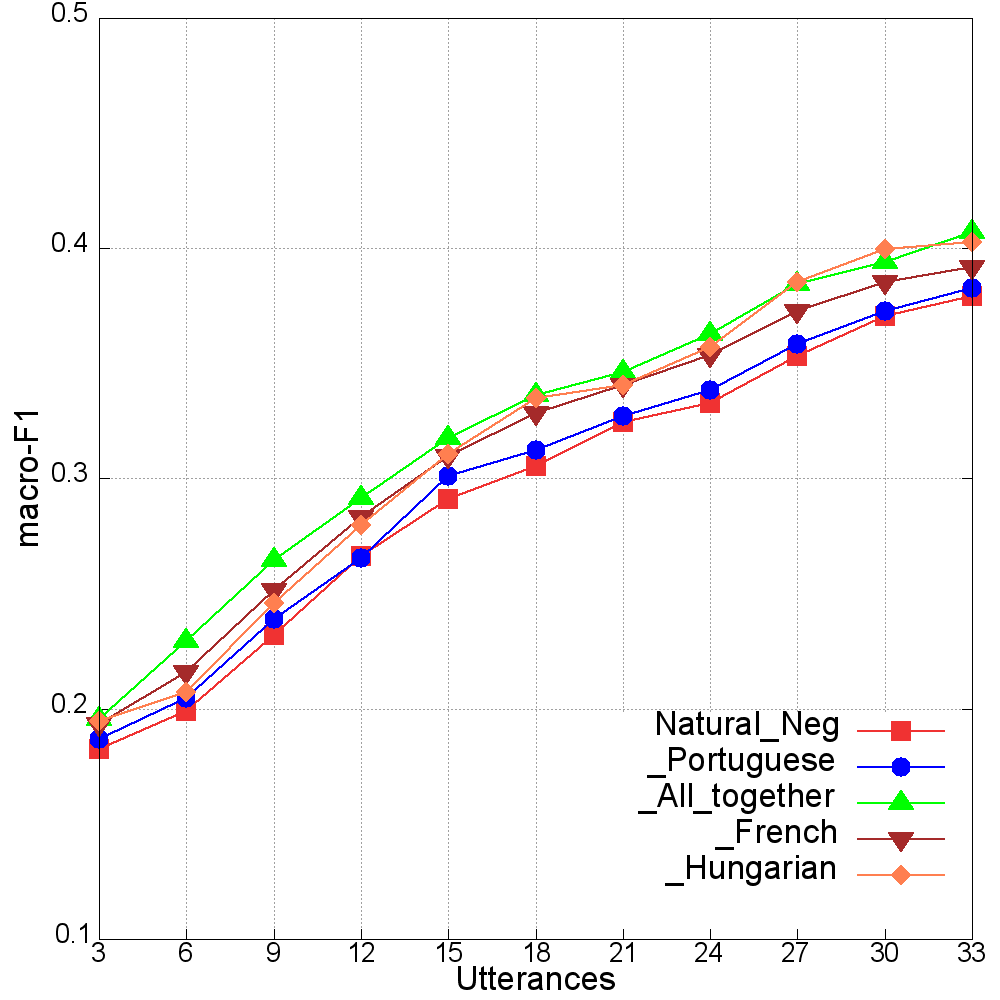 0.5
0.4
0.3
0.2
0.1
macro-F1
Natural_Neg
_Portuguese
_All_together
_French
_Hungarian
3 6 9 12 15 18 21 24 27 30 33
Utterances